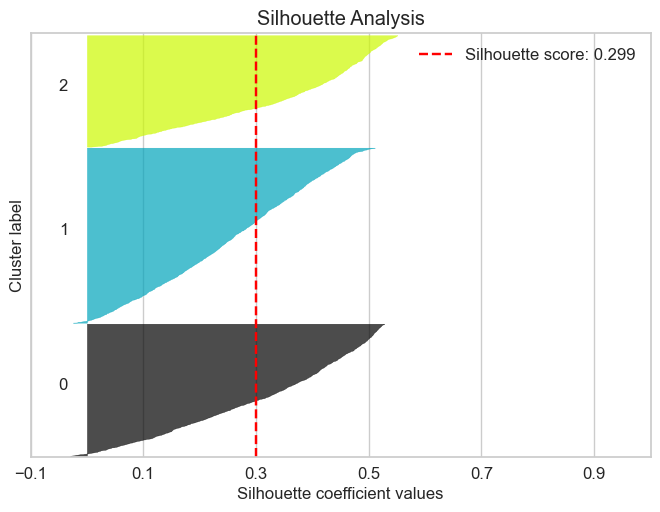 Silhouette Analysis
Silhouette score: 0.299
2
1
0
Cluster label
−0.1 0.1 0.3 0.5 0.7 0.9
Silhouette coefficient values